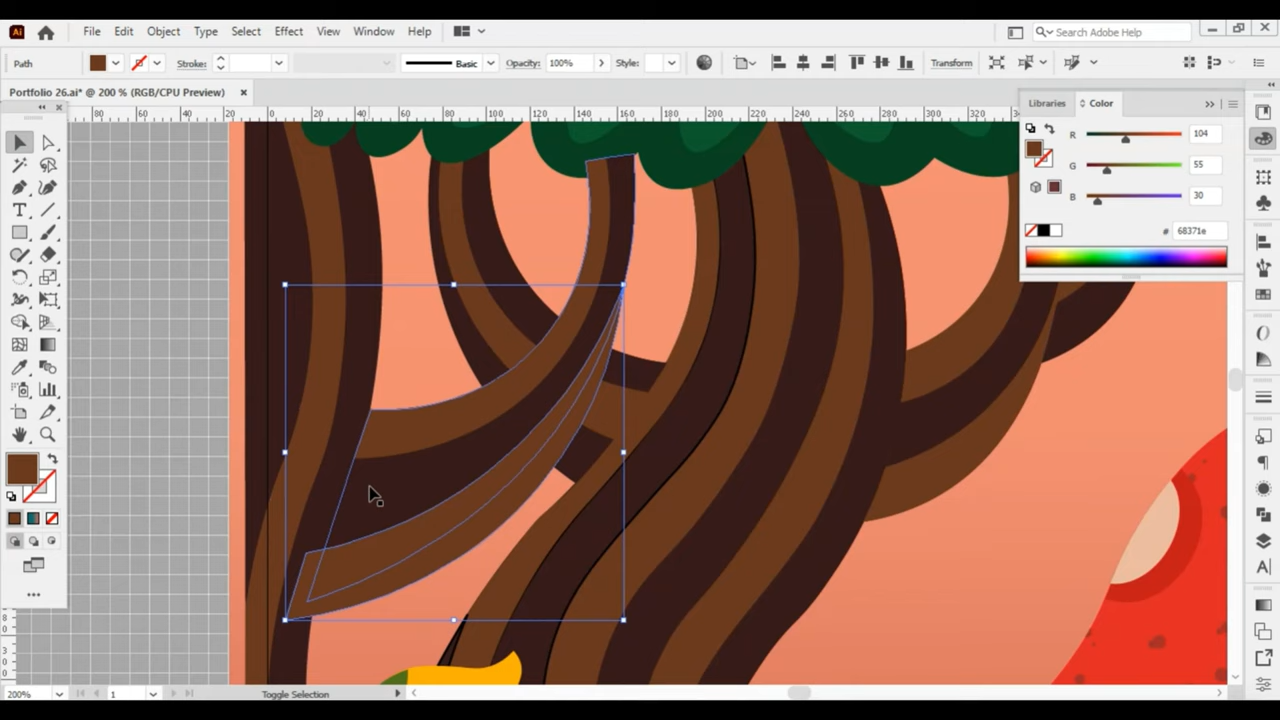 Ai File Edit Object Type Select Effect View Window Help Search Adobe Help
Path Stroke: Basic Opacity: 100% Style: Transform
Portfolio 26.ai* @ 200 % (RGB/CPU Preview) ×
80 60 40 20 0 20 40 60 80 100 120 140 160 180 200 220 240 260 280 300 320
Libraries Color
R 104
G 55
B 30
# 68371e
200% 1 Toggle Selection